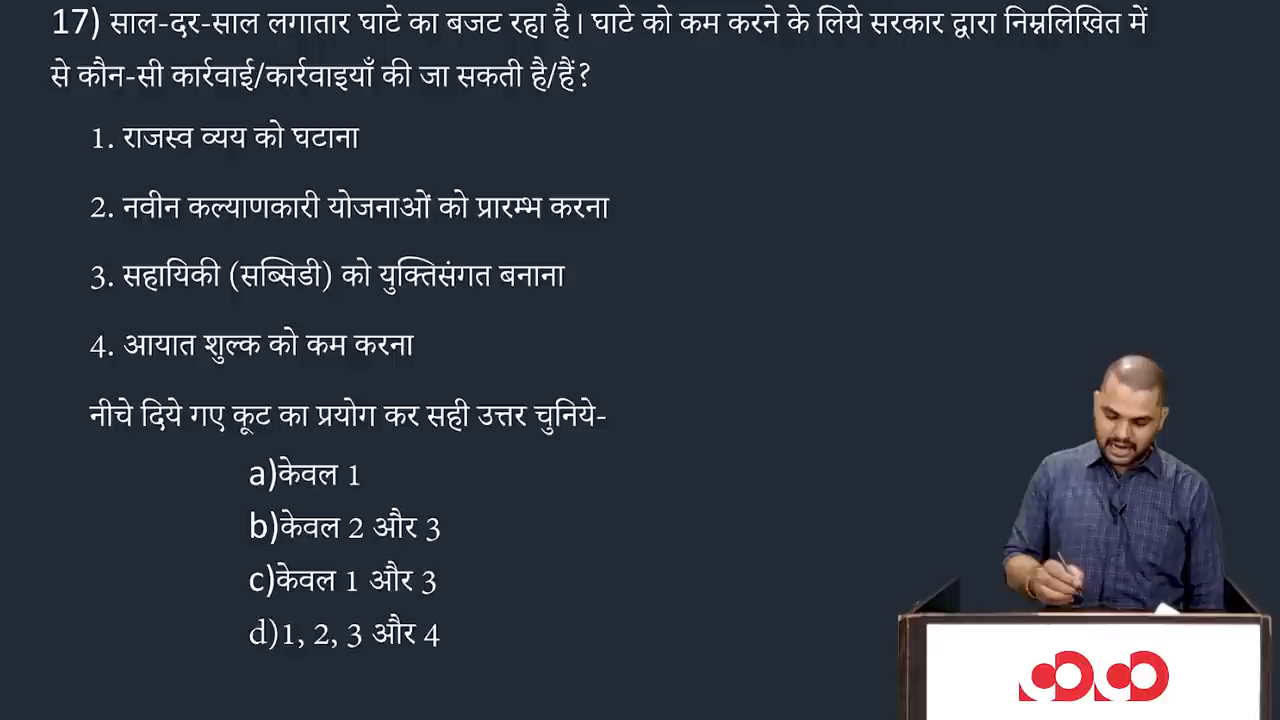 17) साल-दर-साल लगातार घाटे का बजट रहा है। घाटे को कम करने के लिये सरकार द्वारा निम्नलिखित में
से कौन-सी कार्रवाई/कार्रवाइयाँ की जा सकती है/हैं?
1. राजस्व व्यय को घटाना
2. नवीन कल्याणकारी योजनाओं को प्रारम्भ करना
3. सहायिकी (सब्सिडी) को युक्तिसंगत बनाना
4. आयात शुल्क को कम करना
नीचे दिये गए कूट का प्रयोग कर सही उत्तर चुनिये-
a)केवल 1
b)केवल 2 और 3
c)केवल 1 और 3
d)1, 2, 3 और 4